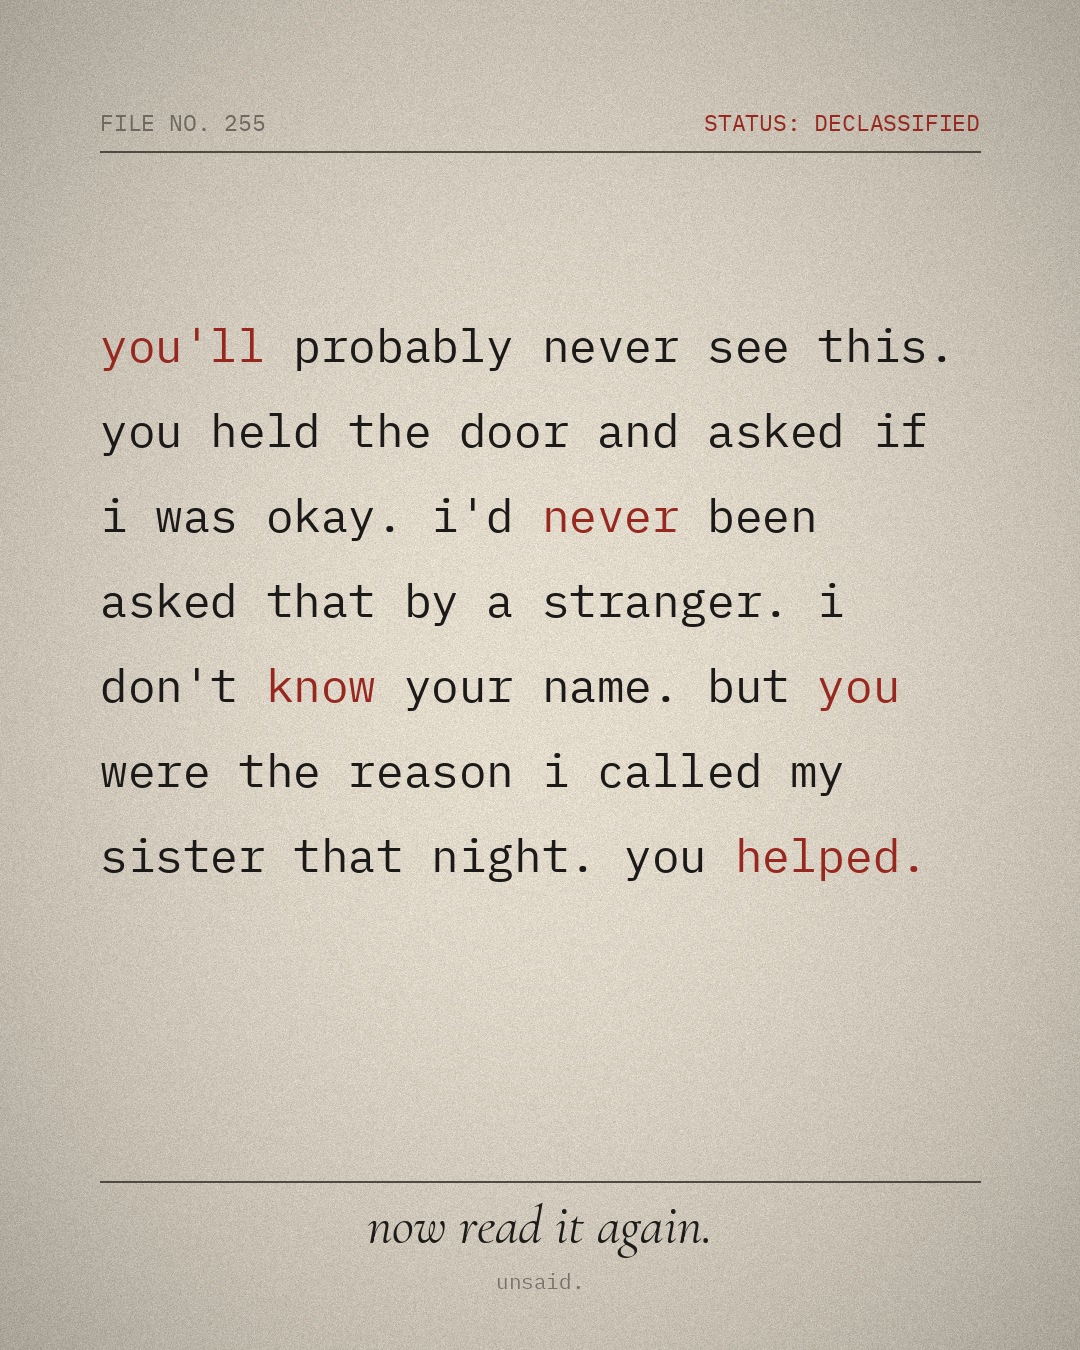 FILE NO. 255
STATUS: DECLASSIFIED
you'll probably never see this.
you held the door and asked if
i was okay. i'd never been
asked that by a stranger. i
don't know your name. but you
were the reason i called my
sister that night. you helped.
now read it again.
unsaid.